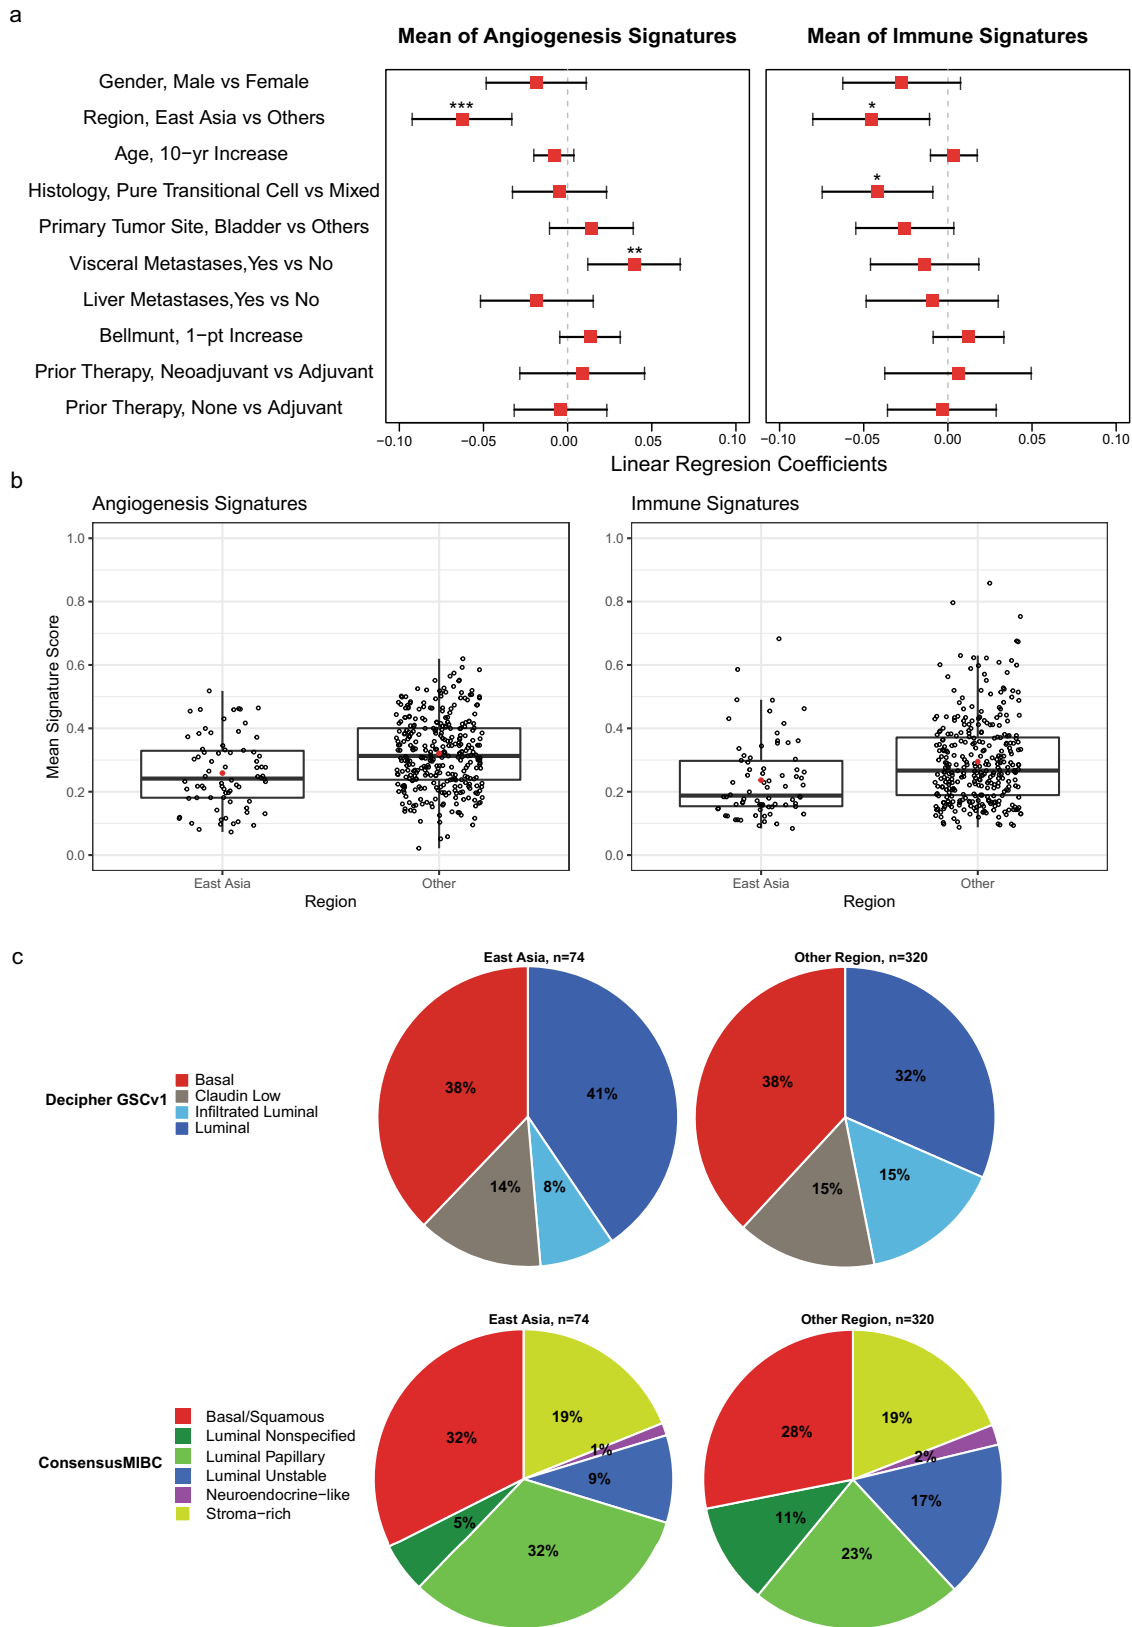 a
Mean of Angiogenesis Signatures
Mean of Immune Signatures
Gender, Male vs Female
Region, East Asia vs Others
***
*
Age, 10−yr Increase
Histology, Pure Transitional Cell vs Mixed
*
Primary Tumor Site, Bladder vs Others
Visceral Metastases,Yes vs No
**
Liver Metastases,Yes vs No
Bellmunt, 1−pt Increase
Prior Therapy, Neoadjuvant vs Adjuvant
Prior Therapy, None vs Adjuvant
−0.10 −0.05 0.00 0.05 0.10
−0.10 −0.05 0.00 0.05 0.10
Linear Regresion Coefficients
b
Angiogenesis Signatures
Mean Signature Score
1.0
0.8
0.6
0.4
0.2
0.0
East Asia Other
Region
Immune Signatures
1.0
0.8
0.6
0.4
0.2
0.0
East Asia Other
Region
c
Decipher GSCv1
Basal
Claudin Low
Infiltrated Luminal
Luminal
East Asia, n=74
38%
41%
14%
8%
Other Region, n=320
38%
32%
15%
15%
ConsensusMIBC
Basal/Squamous
Luminal Nonspecified
Luminal Papillary
Luminal Unstable
Neuroendocrine−like
Stroma−rich
East Asia, n=74
19%
32%
1%
9%
5%
32%
Other Region, n=320
19%
28%
2%
17%
11%
23%